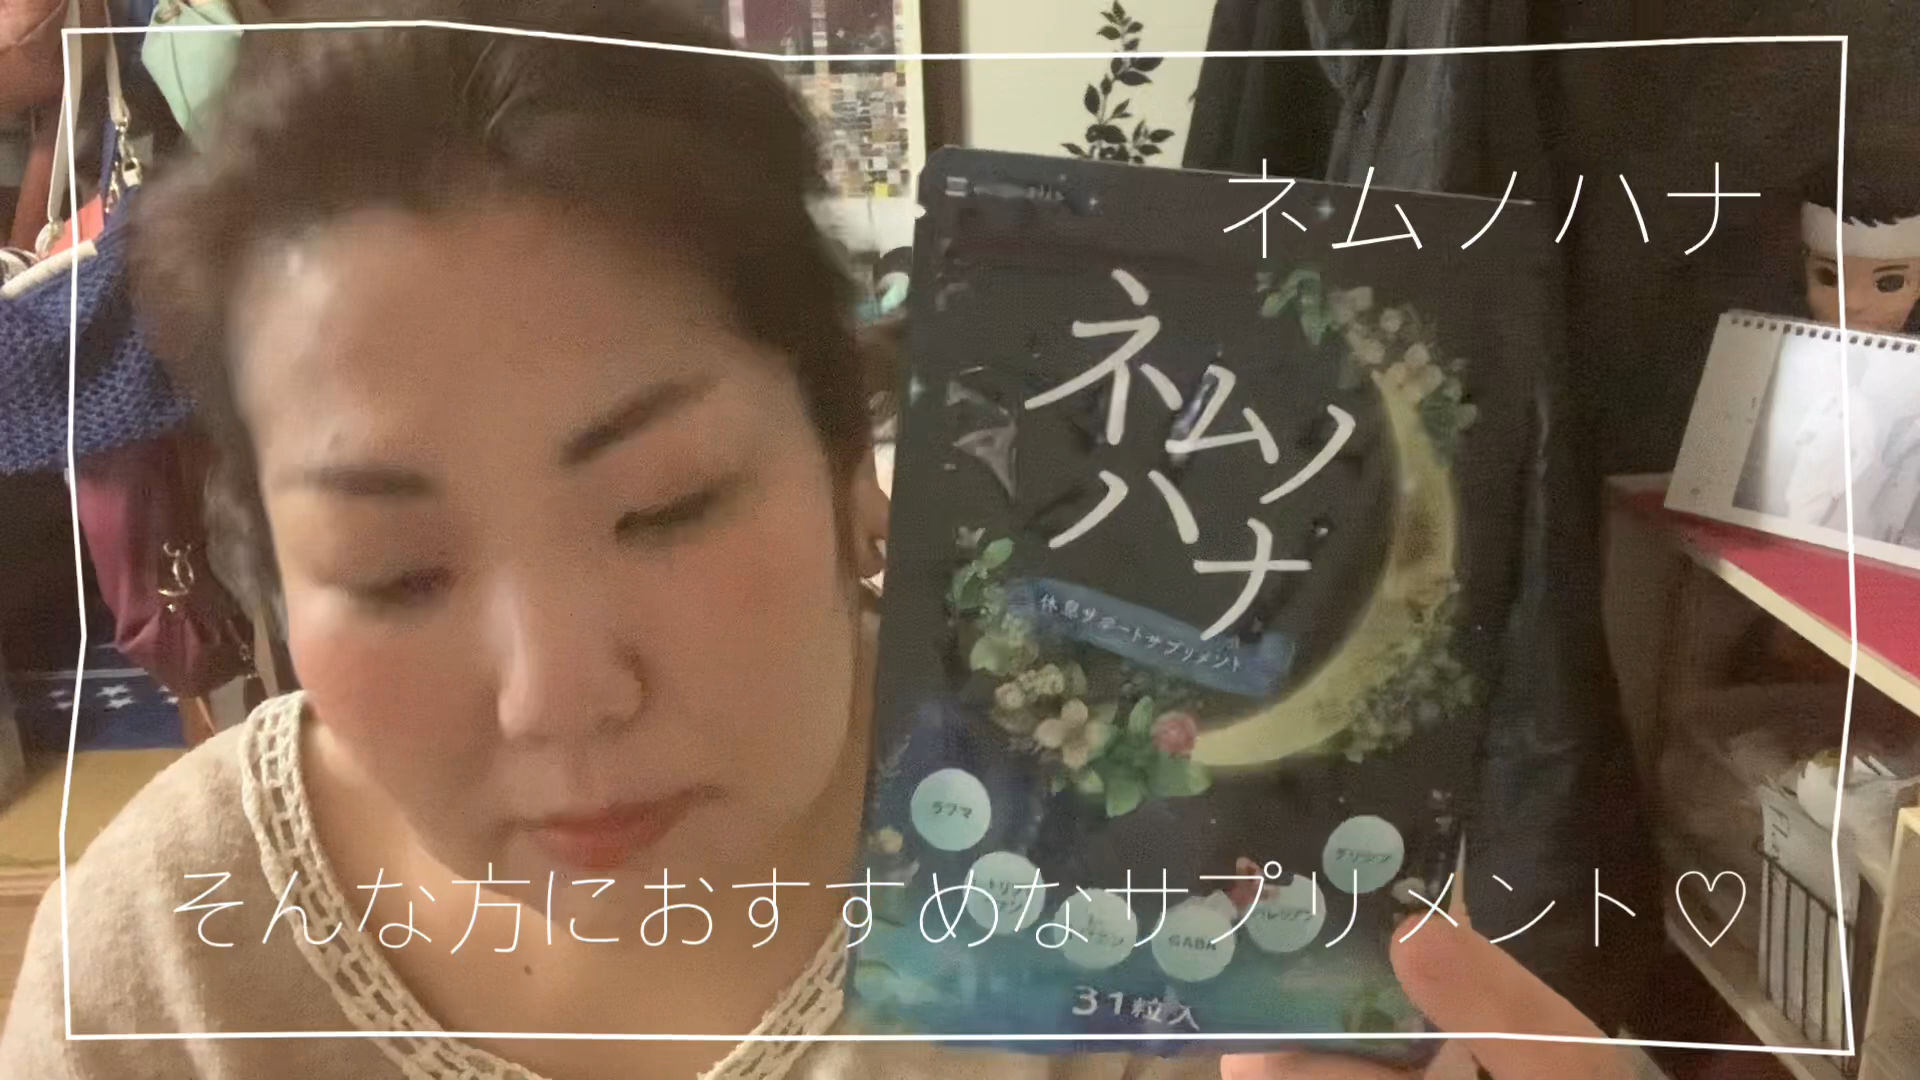 ネムノハナ
ネムノ
ハナ
休息サポートサプリメント
ラフマ
GABA
そんな方におすすめなサプリメント♡
31粒入